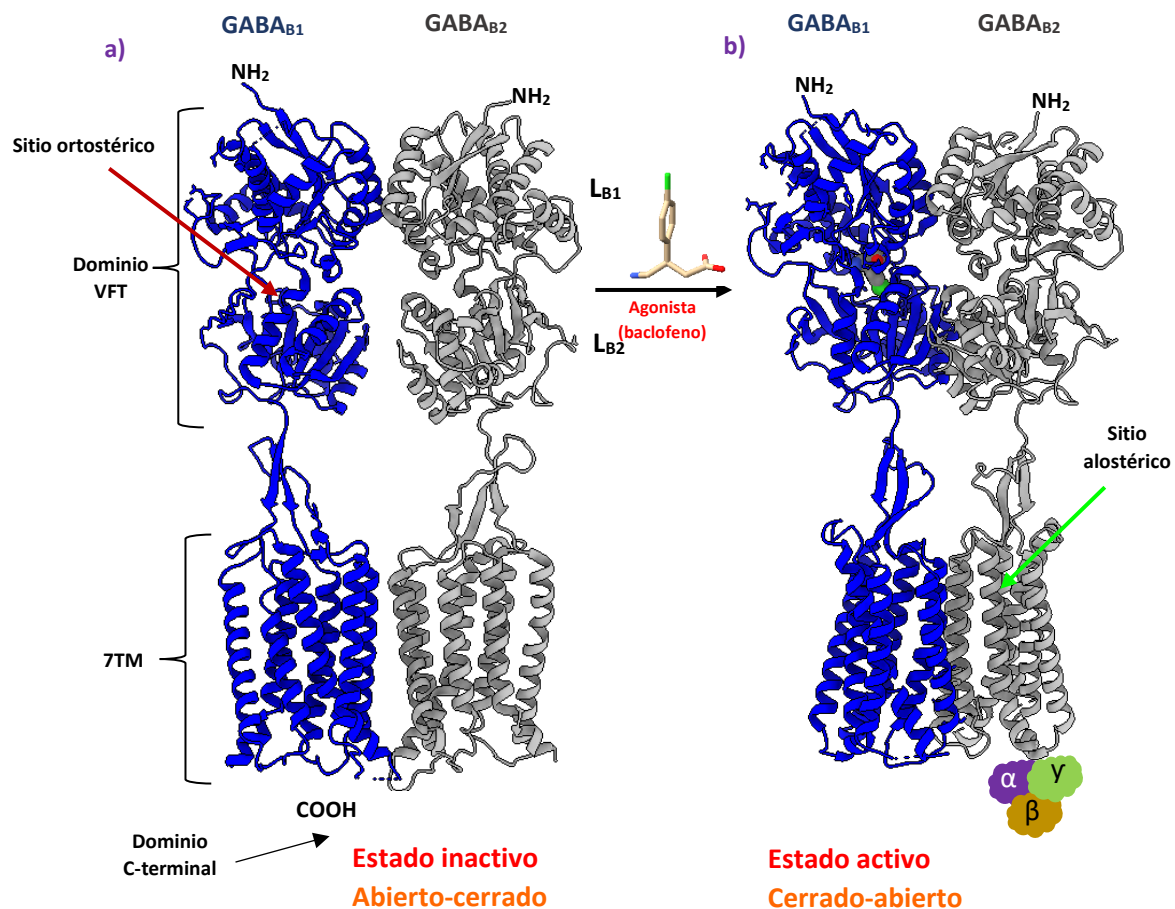 GABAB1
GABAB2
GABAB1
GABAB2
a)
b)
NH2
NH2
NH2
NH2
Sitio ortostérico
LB1
Dominio
VFT
Agonista
(baclofeno)
LB2
Sitio
alostérico
7TM
COOH
α
γ
β
Dominio
C-terminal
Estado inactivo
Estado activo
Abierto-cerrado
Cerrado-abierto